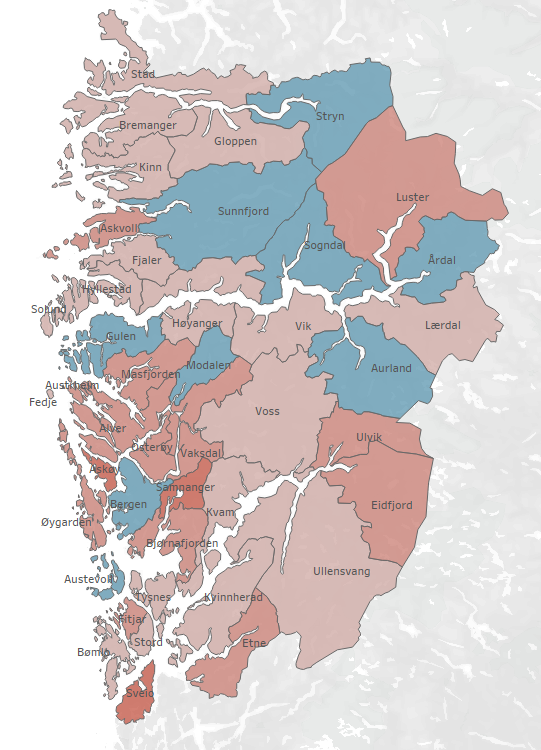 Stad
Stryn
Bremanger
Gloppen
Kinn
Luster
Sunnfjord
Askvoll
Sogndal
Fjaler
Årdal
Hyllestad
Solund
Høyanger
Vik
Lærdal
Gulen
Modalen
Aurland
Masfjorden
Austrheim
Fedje
Voss
Alver
Ulvik
Osterøy
Vaksdal
Askøy
Samnanger
Bergen
Eidfjord
Kvam
Øygarden
Bjørnafjorden
Ullensvang
Austevoll
Tysnes
Kvinnherad
Fitjar
Stord
Etne
Bømlo
Sveio